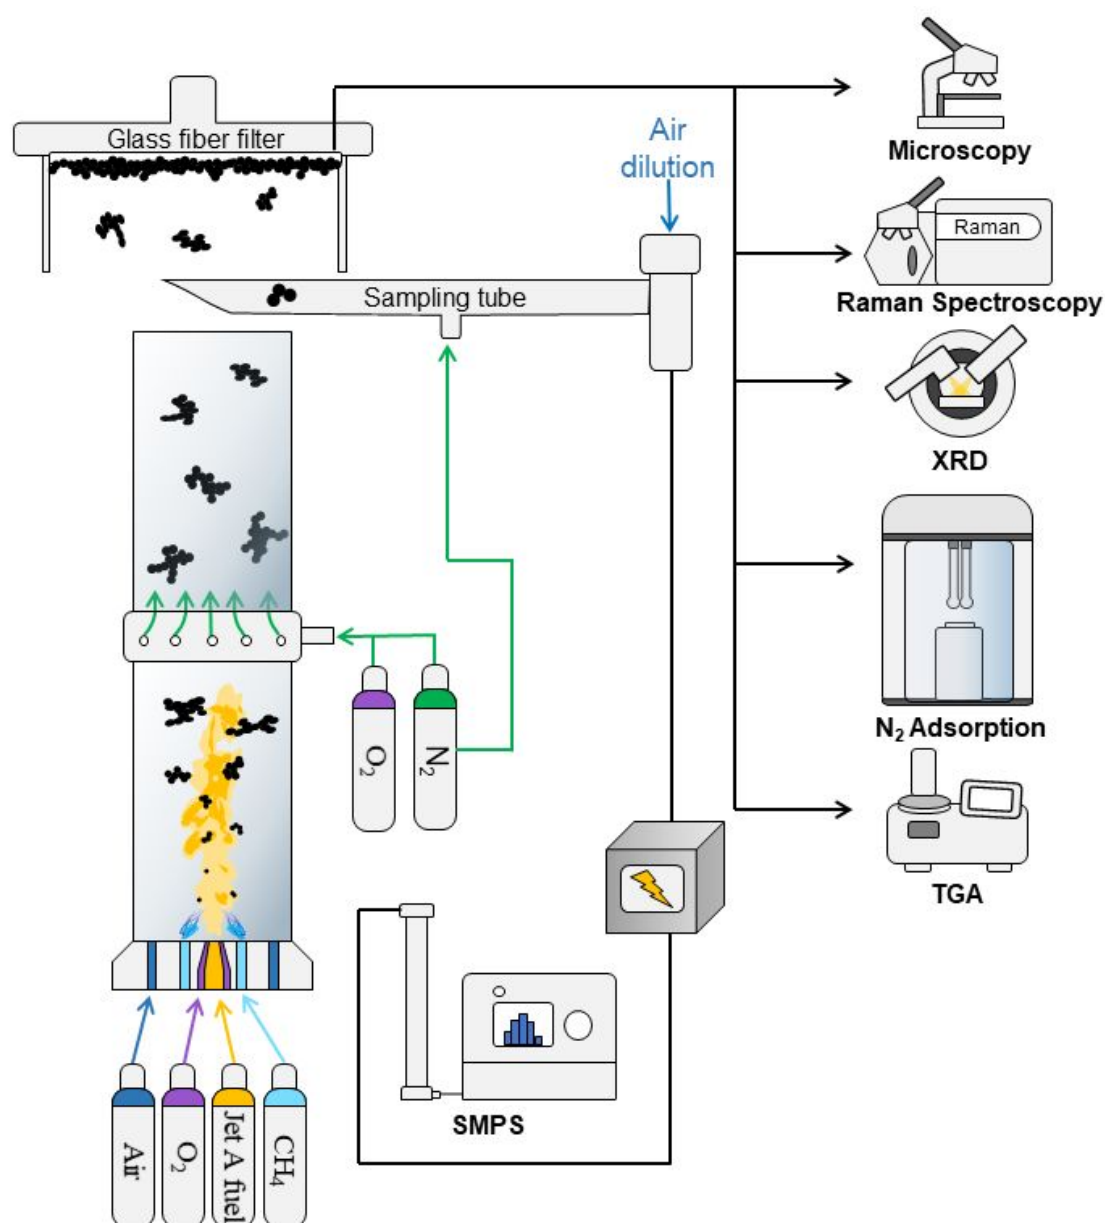 Glass fiber filter
Air
dilution
Sampling tube
Microscopy
Raman
Raman Spectroscopy
XRD
N₂ Adsorption
TGA
O₂
N₂
SMPS
Air
O₂
Jet A fuel
CH₄